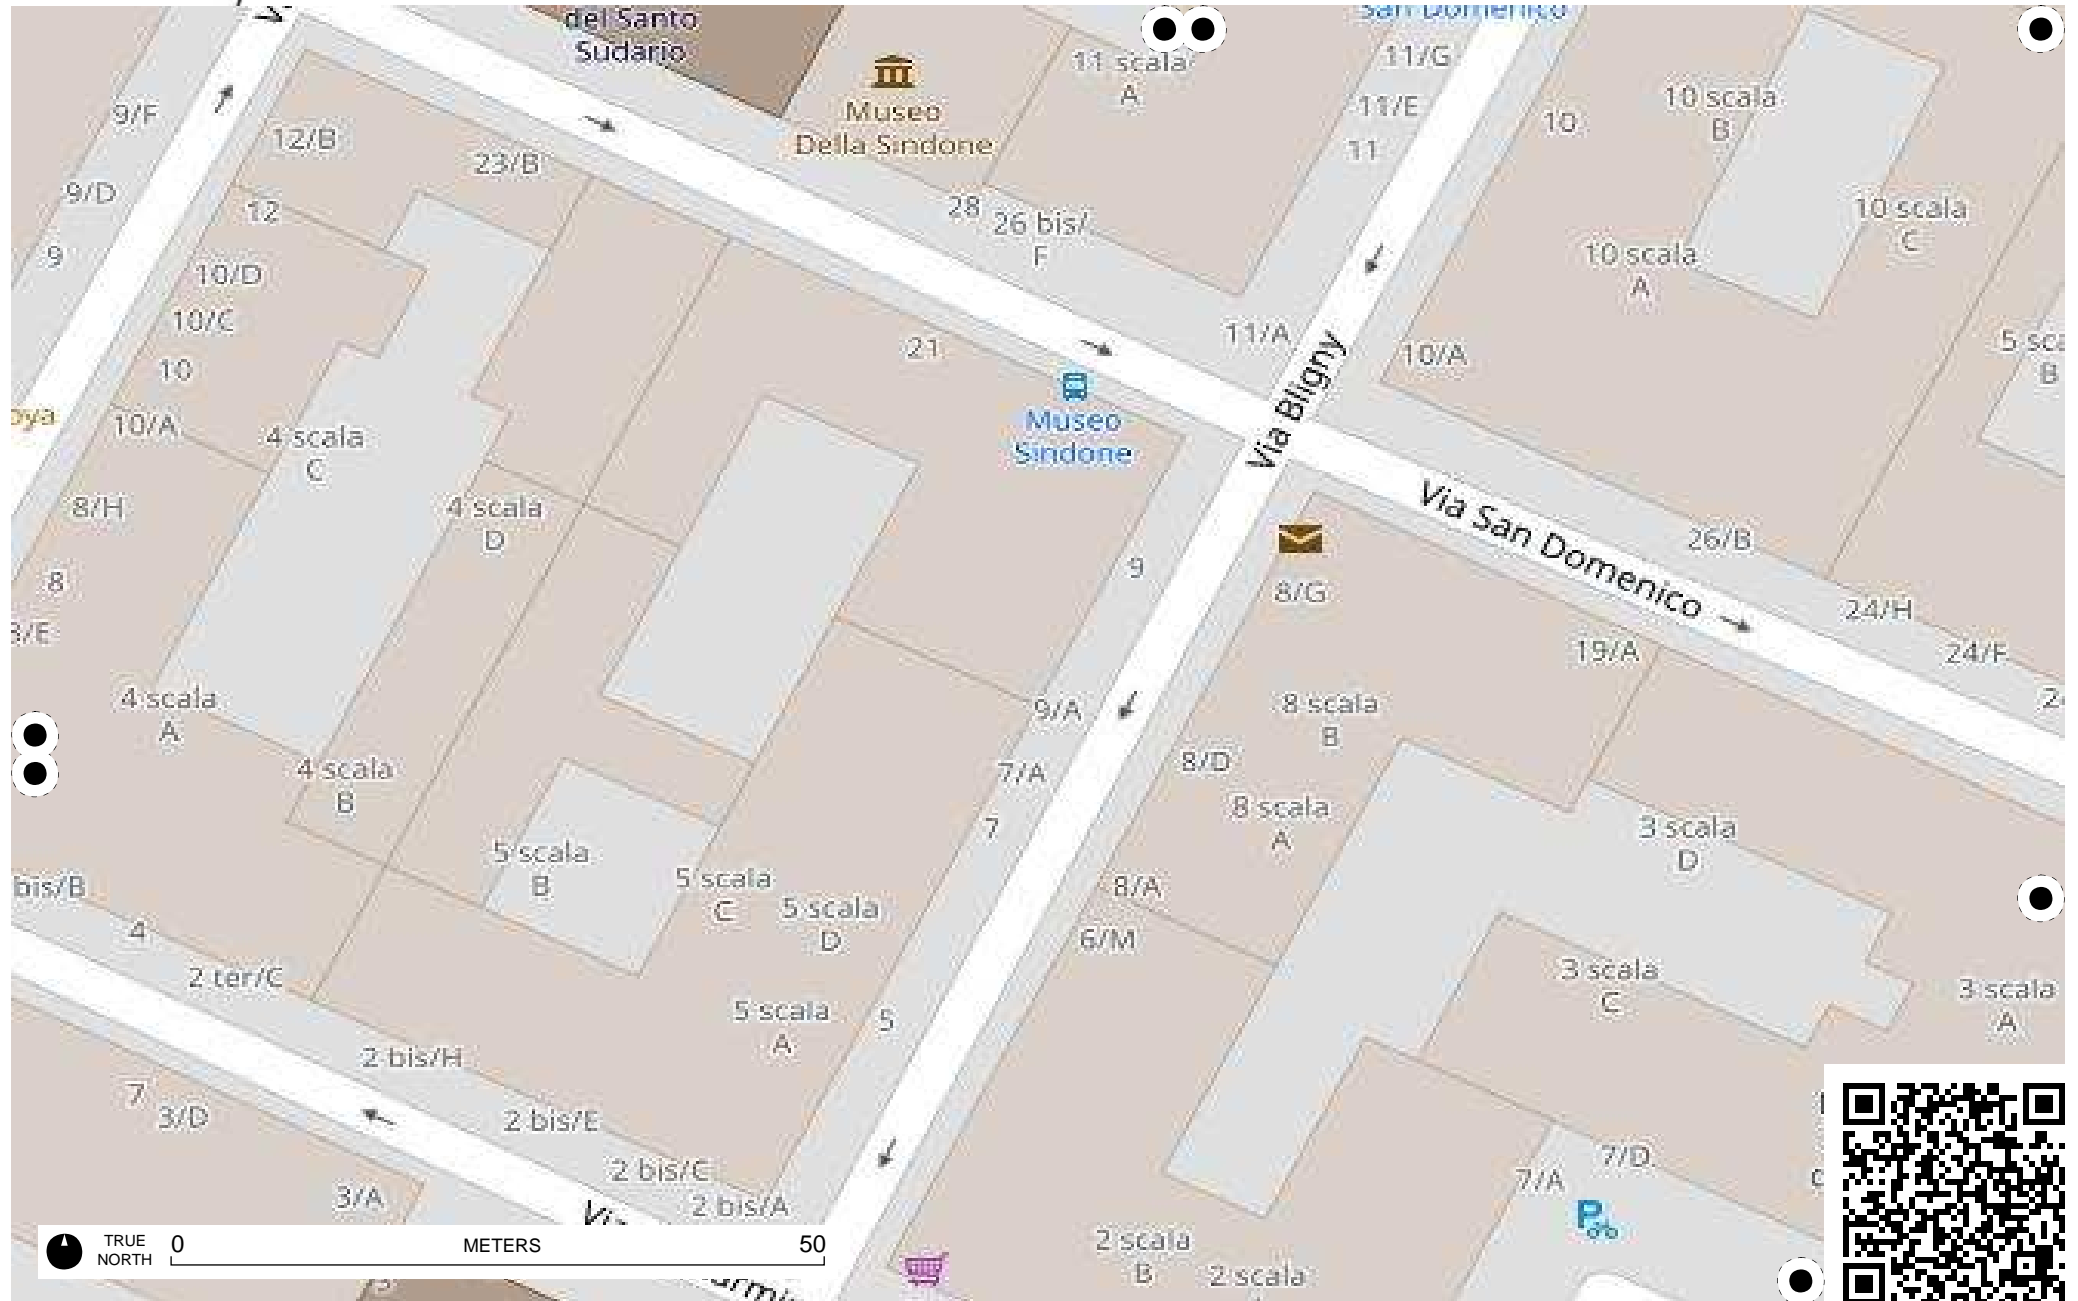 del Santo
Sudario
San Domenico
Museo
Della Sindone
11 scala
A
11/G
11/E
11
10
10 scala
B
10 scala
C
10 scala
A
9/F
12/B
23/B
9/D
12
28
26 bis/
F
9
10/D
10/C
10
21
11/A
10/A
Via Bligny
Museo
Sindone
10/A
4 scala
C
8/H
4 scala
D
Via San Domenico
26/B
9
8/G
8
24/H
24/F
19/A
4 scala
A
9/A
8 scala
B
7/A
8/D
4 scala
B
7
8 scala
A
3 scala
D
5 scala
B
5 scala
C
5 scala
D
bis/B
8/A
4
6/M
2 ter/C
3 scala
C
3 scala
A
5 scala
A
5
2 bis/H
7
3/D
2 bis/E
2 bis/C
2 bis/A
3/A
7/D
7/A
P
2 scala
B
2 scala
TRUE
NORTH
0
METERS
50